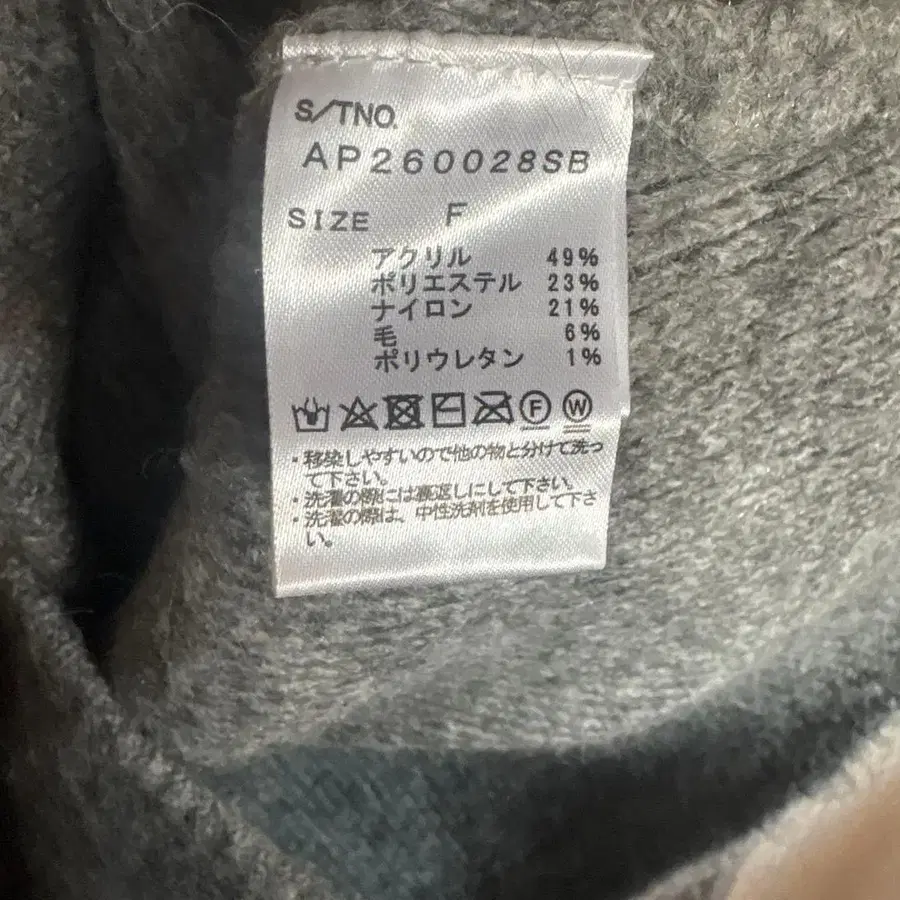 S/TNO.
AP260028SB
SIZE F
アクリル 49%
ポリエステル 23%
ナイロン 21%
毛 6%
ポリウレタン 1%
F W
・移染しやすいので他の物と分けて洗っ
て下さい。
・洗濯の際には裏返しにして下さい。
・洗濯の際は、中性洗剤を使用して下さ
い。